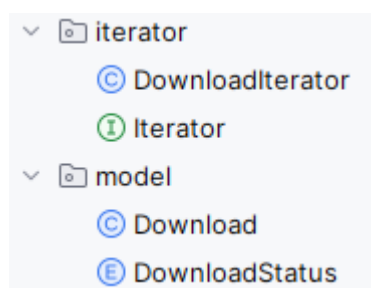 iterator
C DownloadIterator
I Iterator
model
C Download
E DownloadStatus